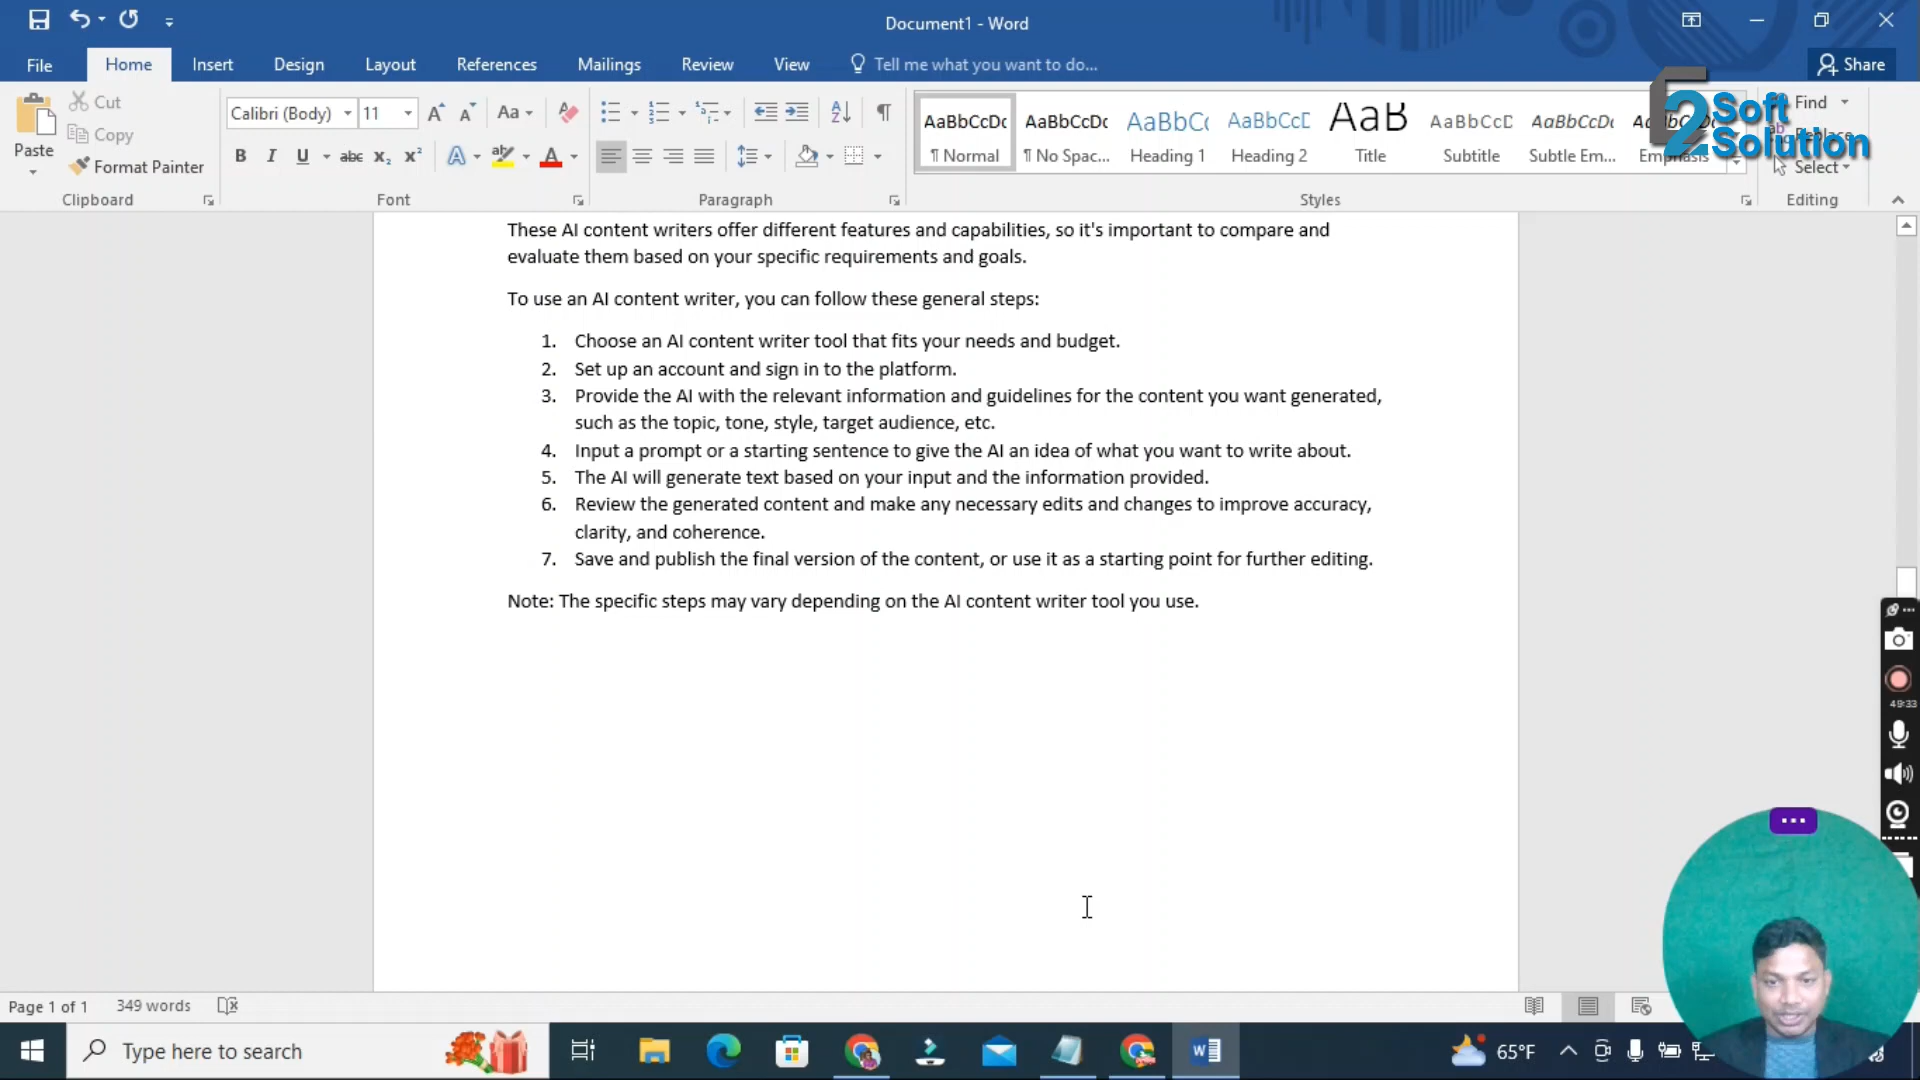 Document1 - Word
File Home Insert Design Layout References Mailings Review View Tell me what you want to do... Share
Paste Cut Copy Format Painter
Calibri (Body) 11
AaBbCcDc AaBbCcDc AaBbCc AaBbCcD AaB AaBbCcD AaBbCcDc
¶ Normal ¶ No Spac... Heading 1 Heading 2 Title Subtitle Subtle Em... Emphasis
Find
Replace
Select
2 Soft
Solution
Clipboard Font Paragraph Styles Editing
These AI content writers offer different features and capabilities, so it's important to compare and
evaluate them based on your specific requirements and goals.
To use an AI content writer, you can follow these general steps:
1. Choose an AI content writer tool that fits your needs and budget.
2. Set up an account and sign in to the platform.
3. Provide the AI with the relevant information and guidelines for the content you want generated,
such as the topic, tone, style, target audience, etc.
4. Input a prompt or a starting sentence to give the AI an idea of what you want to write about.
5. The AI will generate text based on your input and the information provided.
6. Review the generated content and make any necessary edits and changes to improve accuracy,
clarity, and coherence.
7. Save and publish the final version of the content, or use it as a starting point for further editing.
Note: The specific steps may vary depending on the AI content writer tool you use.
49:33
Page 1 of 1 349 words
Type here to search
65°F